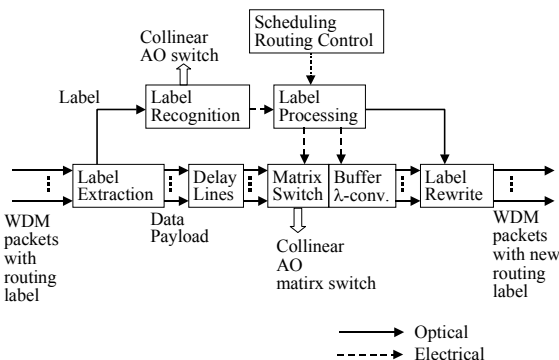 Scheduling
Routing Control
Collinear
AO switch
Label
Label
Recognition
Label
Processing
Label
Extraction
Delay
Lines
Matrix
Switch
Buffer
λ-conv.
Label
Rewrite
WDM
packets
with
routing
label
Data
Payload
Collinear
AO
matirx switch
WDM
packets
with new
routing
label
Optical
Electrical